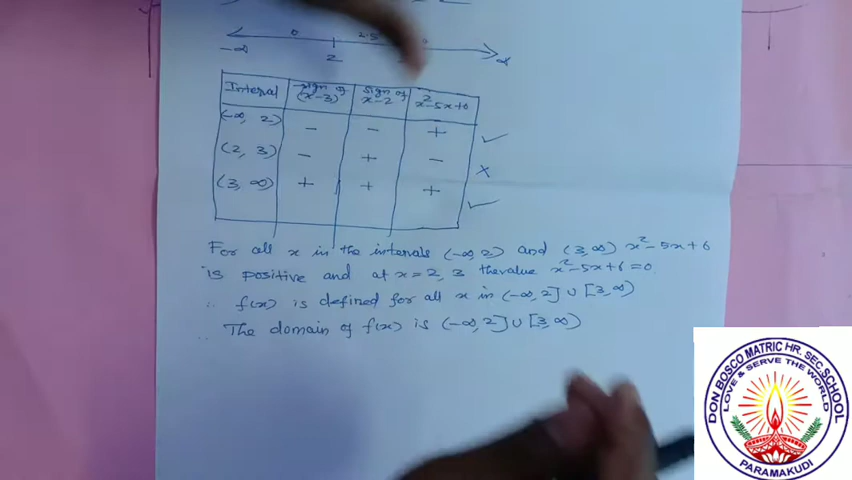 0 2.5
-∞ 2 ∝
Interval sign of (x-3) sign of x-2 x²-5x+6
(-∞, 2) - - + ✓
(2, 3) - + - x
(3, ∞) + + + ✓
For all x in the intervals (-∞, 2) and (3, ∞) x²-5x+6
is positive and at x = 2, 3 the value x²-5x+6 = 0
∴ f(x) is defined for all x in (-∞, 2] ∪ [3, ∞)
∴ The domain of f(x) is (-∞, 2] ∪ [3, ∞)
DON BOSCO MATRIC HR. SEC. SCHOOL
LOVE & SERVE THE WORLD
PARAMAKUDI